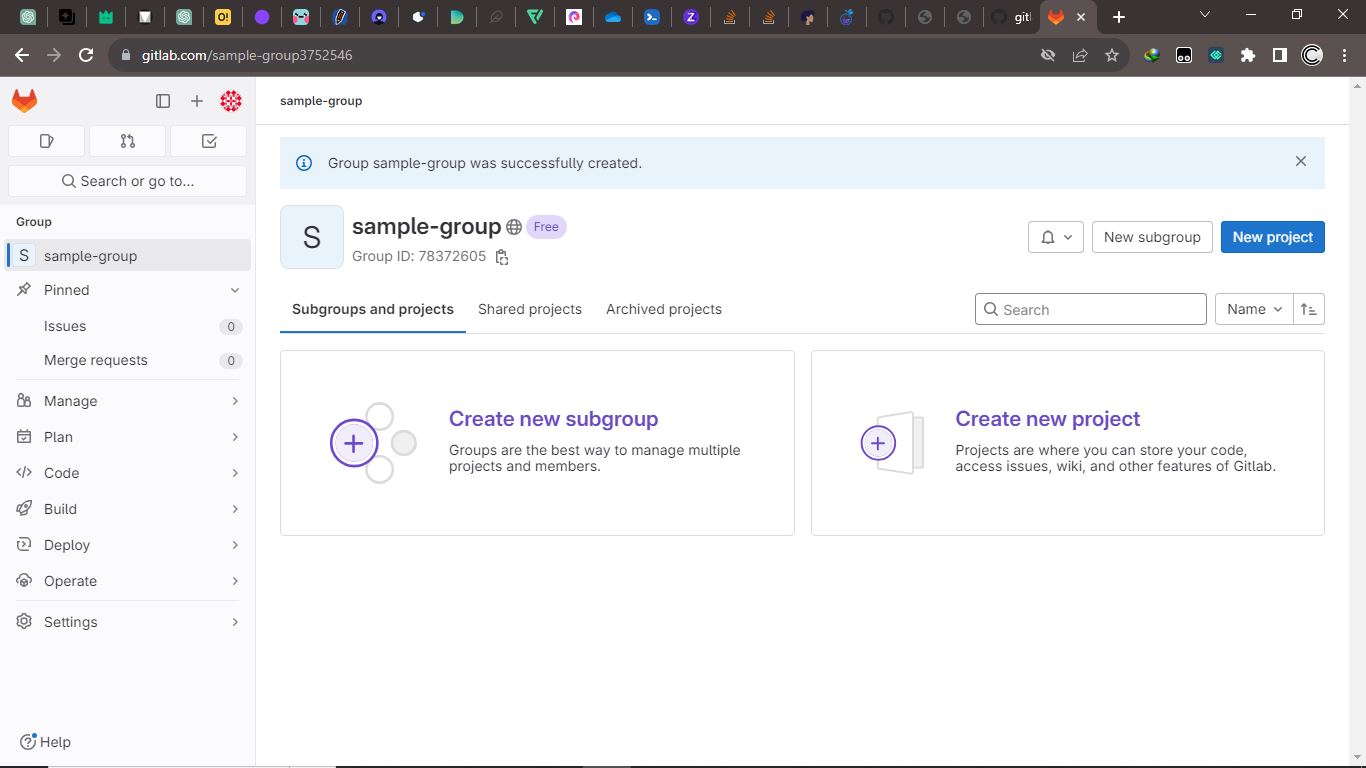 O!
Z
gitl
gitlab.com/sample-group3752546
sample-group
Search or go to...
Group
S sample-group
Pinned
Issues 0
Merge requests 0
Manage
Plan
Code
Build
Deploy
Operate
Settings
Help
Group sample-group was successfully created.
S
sample-group Free
Group ID: 78372605
New subgroup
New project
Subgroups and projects Shared projects Archived projects
Search
Name
Create new subgroup
Groups are the best way to manage multiple
projects and members.
Create new project
Projects are where you can store your code,
access issues, wiki, and other features of Gitlab.